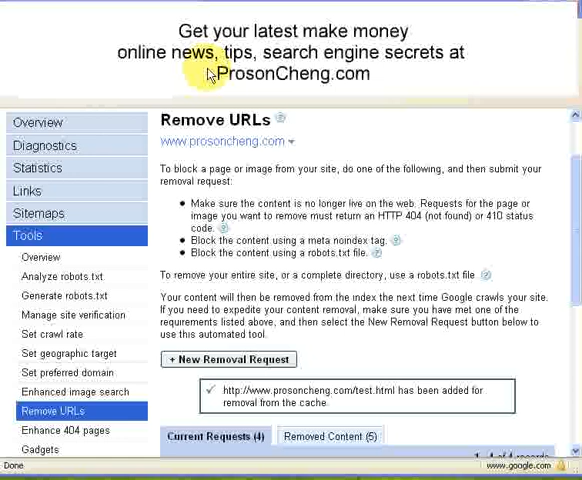 Get your latest make money
online news, tips, search engine secrets at
ProsonCheng.com
Overview
Diagnostics
Statistics
Links
Sitemaps
Tools
Overview
Analyze robots.txt
Generate robots.txt
Manage site verification
Set crawl rate
Set geographic target
Set preferred domain
Enhanced image search
Remove URLs
Enhance 404 pages
Gadgets
Remove URLs
www.prosoncheng.com
To block a page or image from your site, do one of the following, and then submit your
removal request:
Make sure the content is no longer live on the web. Requests for the page or
image you want to remove must return an HTTP 404 (not found) or 410 status
code.
Block the content using a meta noindex tag.
Block the content using a robots.txt file.
To remove your entire site, or a complete directory, use a robots.txt file
Your content will then be removed from the index the next time Google crawls your site.
If you need to expedite your content removal, make sure you have met one of the
requirements listed above, and then select the New Removal Request button below to
use this automated tool.
+ New Removal Request
http://www.prosoncheng.com/test.html has been added for
removal from the cache.
Current Requests (4)
Removed Content (5)
Done
www.google.com